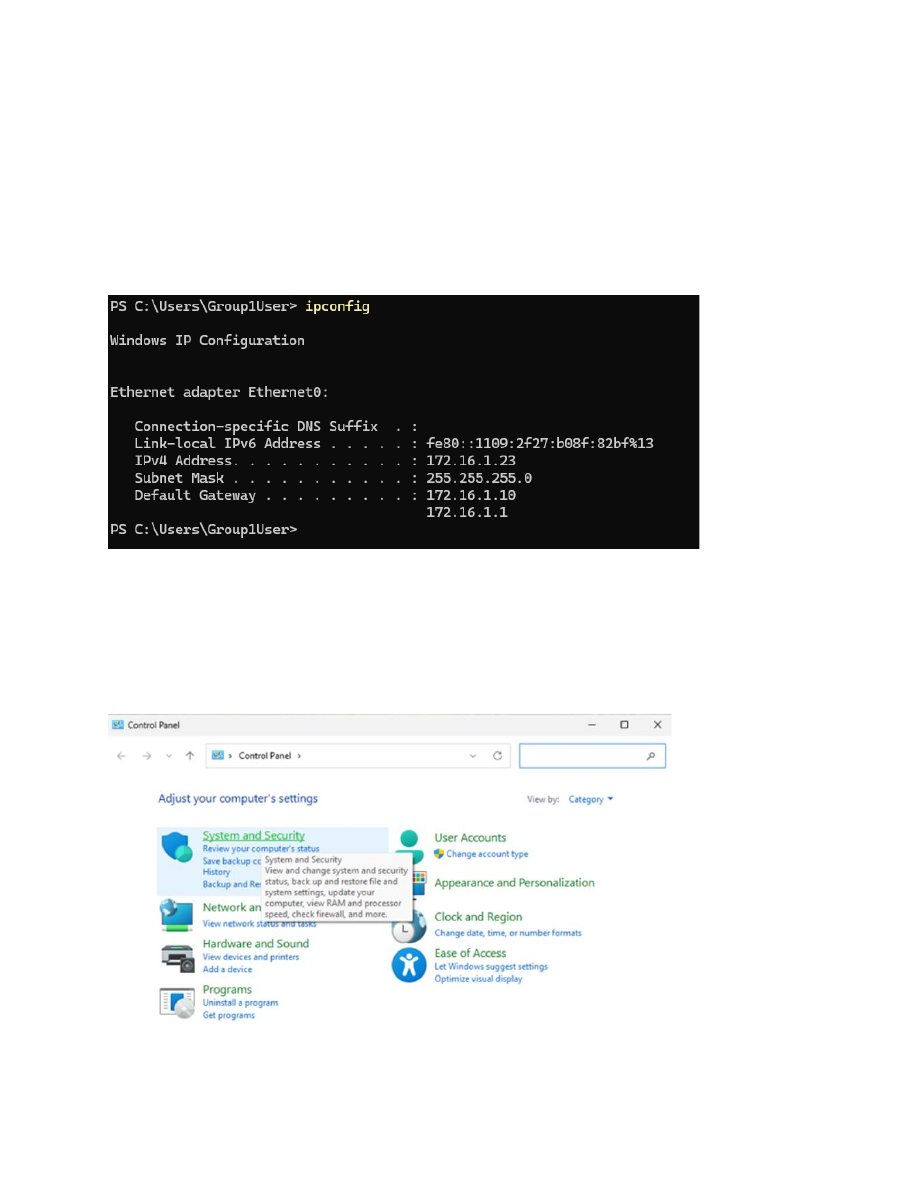 PS C:\Users\Group1User> ipconfig
Windows IP Configuration
Ethernet adapter Ethernet0:
Connection-specific DNS Suffix  . :
Link-local IPv6 Address . . . . . : fe80::1109:2f27:b08f:82bf%13
IPv4 Address. . . . . . . . . . . : 172.16.1.23
Subnet Mask . . . . . . . . . . . : 255.255.255.0
Default Gateway . . . . . . . . . : 172.16.1.10
172.16.1.1
PS C:\Users\Group1User>
Control Panel
Control Panel
Adjust your computer's settings
View by: Category
System and Security
Review your computer's status
Save backup
History
Backup and
System and Security
View and change system and security
status, back up and restore file and
system settings, update your
computer, view RAM and processor
speed, check firewall, and more.
Network
View network status and tasks
Hardware and Sound
View devices and printers
Add a device
Programs
Uninstall a program
Get programs
User Accounts
Change account type
Appearance and Personalization
Clock and Region
Change date, time, or number formats
Ease of Access
Let Windows suggest settings
Optimize visual display